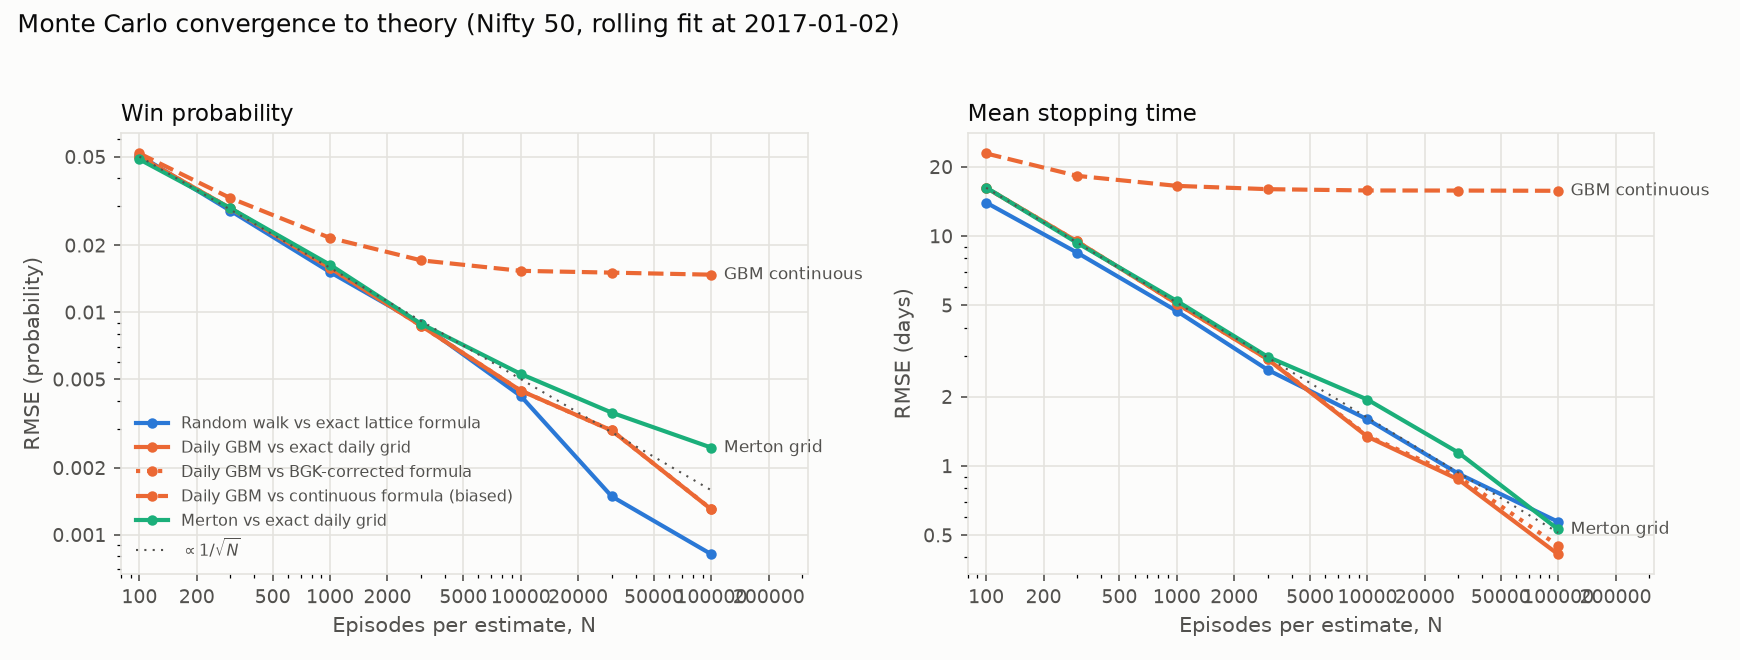 Monte Carlo convergence to theory (Nifty 50, rolling fit at 2017-01-02)
Win probability
RMSE (probability)
0.05
0.02
0.01
0.005
0.002
0.001
GBM continuous
Merton grid
Random walk vs exact lattice formula
Daily GBM vs exact daily grid
Daily GBM vs BGK-corrected formula
Daily GBM vs continuous formula (biased)
Merton vs exact daily grid
∝ 1/√N
100 200 500 1000 2000 5000 10000 20000 50000 100000 200000
Episodes per estimate, N
Mean stopping time
RMSE (days)
20
10
5
2
1
0.5
GBM continuous
Merton grid
100 200 500 1000 2000 5000 10000 20000 50000 100000 200000
Episodes per estimate, N